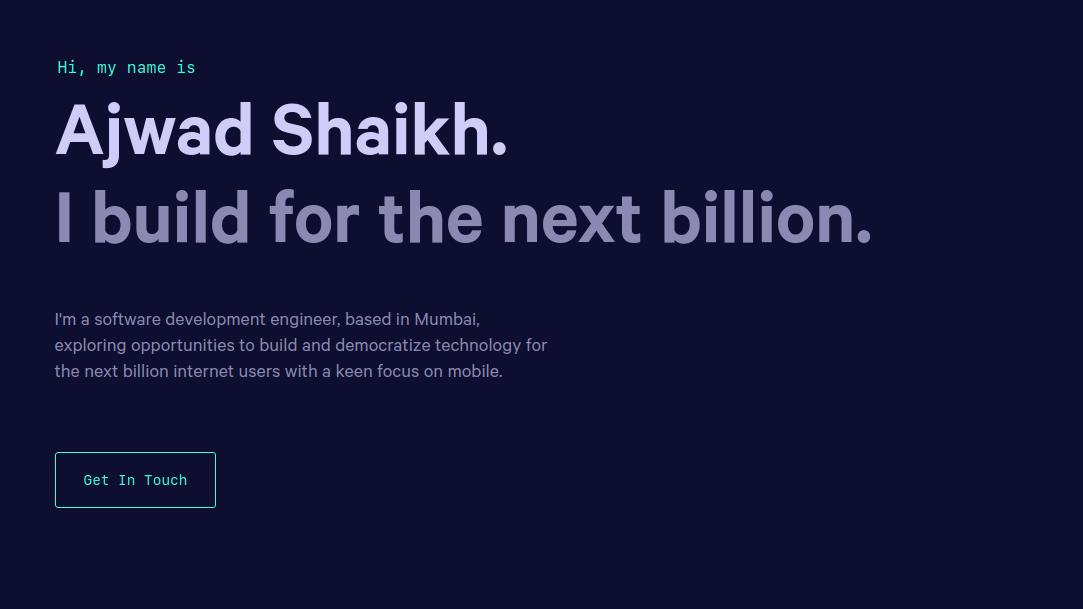 Hi, my name is
Ajwad Shaikh.
I build for the next billion.
I'm a software development engineer, based in Mumbai,
exploring opportunities to build and democratize technology for
the next billion internet users with a keen focus on mobile.
Get In Touch